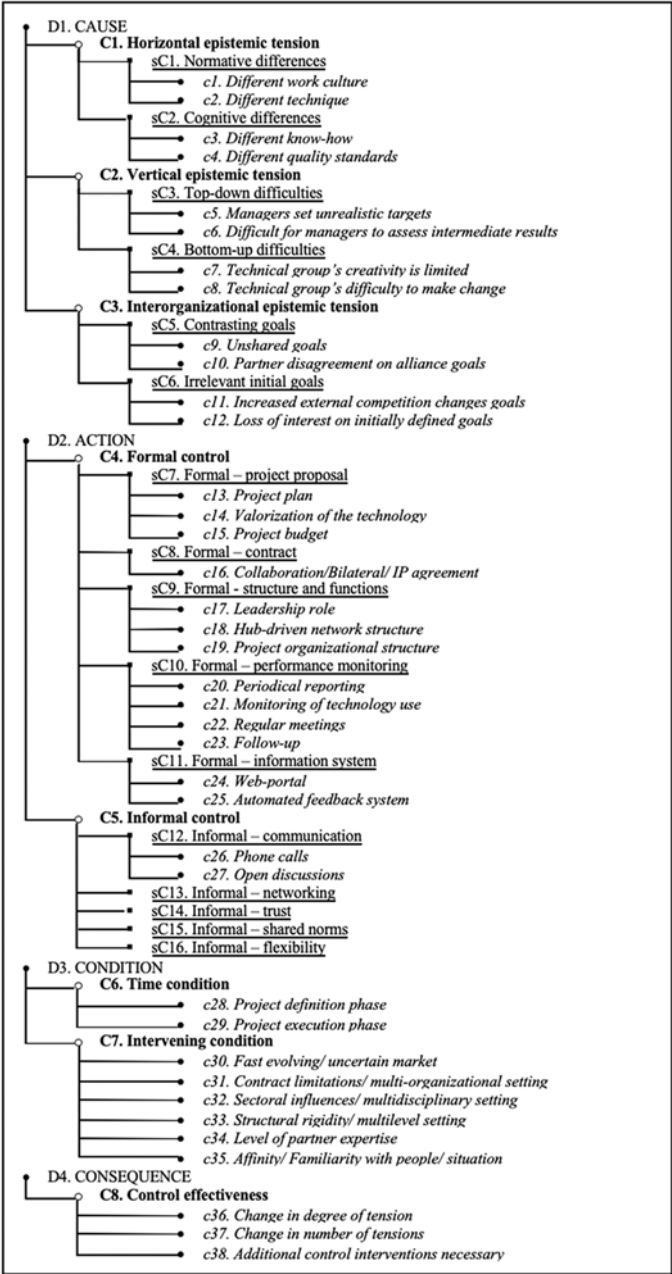 D1. CAUSE
C1. Horizontal epistemic tension
sC1. Normative differences
c1. Different work culture
c2. Different technique
sC2. Cognitive differences
c3. Different know-how
c4. Different quality standards
C2. Vertical epistemic tension
sC3. Top-down difficulties
c5. Managers set unrealistic targets
c6. Difficult for managers to assess intermediate results
sC4. Bottom-up difficulties
c7. Technical group's creativity is limited
c8. Technical group's difficulty to make change
C3. Interorganizational epistemic tension
sC5. Contrasting goals
c9. Unshared goals
c10. Partner disagreement on alliance goals
sC6. Irrelevant initial goals
c11. Increased external competition changes goals
c12. Loss of interest on initially defined goals
D2. ACTION
C4. Formal control
sC7. Formal – project proposal
c13. Project plan
c14. Valorization of the technology
c15. Project budget
sC8. Formal – contract
c16. Collaboration/Bilateral/ IP agreement
sC9. Formal - structure and functions
c17. Leadership role
c18. Hub-driven network structure
c19. Project organizational structure
sC10. Formal – performance monitoring
c20. Periodical reporting
c21. Monitoring of technology use
c22. Regular meetings
c23. Follow-up
sC11. Formal – information system
c24. Web-portal
c25. Automated feedback system
C5. Informal control
sC12. Informal – communication
c26. Phone calls
c27. Open discussions
sC13. Informal – networking
sC14. Informal – trust
sC15. Informal – shared norms
sC16. Informal – flexibility
D3. CONDITION
C6. Time condition
c28. Project definition phase
c29. Project execution phase
C7. Intervening condition
c30. Fast evolving/ uncertain market
c31. Contract limitations/ multi-organizational setting
c32. Sectoral influences/ multidisciplinary setting
c33. Structural rigidity/ multilevel setting
c34. Level of partner expertise
c35. Affinity/ Familiarity with people/ situation
D4. CONSEQUENCE
C8. Control effectiveness
c36. Change in degree of tension
c37. Change in number of tensions
c38. Additional control interventions necessary